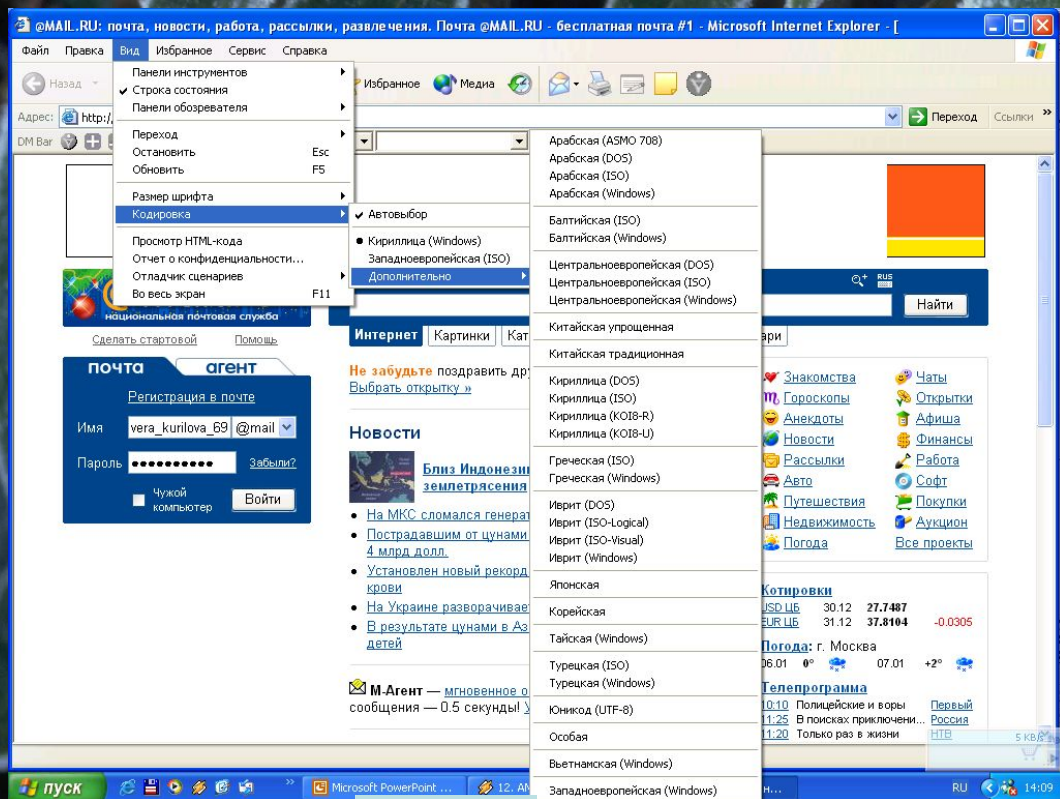 @MAIL.RU: почта, новости, работа, рассылки, развлечения. Почта @MAIL.RU - бесплатная почта #1 - Microsoft Internet Explorer - [
Файл Правка Вид Избранное Сервис Справка
Назад
Избранное Медиа
Адрес: http:/
Переход Ссылки »
DM Bar
Панели инструментов
Строка состояния
Панели обозревателя
Переход
Остановить Esc
Обновить F5
Размер шрифта
Кодировка
Просмотр HTML-кода
Отчет о конфиденциальности...
Отладчик сценариев
Во весь экран F11
Автовыбор
Кириллица (Windows)
Западноевропейская (ISO)
Дополнительно
Арабская (ASMO 708)
Арабская (DOS)
Арабская (ISO)
Арабская (Windows)
Балтийская (ISO)
Балтийская (Windows)
Центральноевропейская (DOS)
Центральноевропейская (ISO)
Центральноевропейская (Windows)
Китайская упрощенная
Китайская традиционная
Кириллица (DOS)
Кириллица (ISO)
Кириллица (KOI8-R)
Кириллица (KOI8-U)
Греческая (ISO)
Греческая (Windows)
Иврит (DOS)
Иврит (ISO-Logical)
Иврит (ISO-Visual)
Иврит (Windows)
Японская
Корейская
Тайская (Windows)
Турецкая (ISO)
Турецкая (Windows)
Юникод (UTF-8)
Особая
Вьетнамская (Windows)
Западноевропейская (Windows)
национальная почтовая служба
Сделать стартовой Помощь
почта агент
Регистрация в почте
Имя vera_kurilova_69 @mail
Пароль Забыли?
Чужой
компьютер
Войти
RUS
Найти
Интернет Картинки Кат
ари
Не забудьте поздравить дру
Выбрать открытку »
Новости
Близ Индонезии
землетрясения
На МКС сломался генерат
Пострадавшим от цунами
4 млрд долл.
Установлен новый рекорд
крови
На Украине разворачивает
В результате цунами в Аз
детей
М-Агент — мгновенное о
сообщения — 0.5 секунды! У
Знакомства Чаты
Гороскопы Открытки
Анекдоты Афиша
Новости Финансы
Рассылки Работа
Авто Софт
Путешествия Покупки
Недвижимость Аукцион
Погода Все проекты
Котировки
USD ЦБ 30.12 27.7487
EUR ЦБ 31.12 37.8104 -0.0305
Погода: г. Москва
06.01 0° 07.01 +2°
Телепрограмма
10:10 Полицейские и воры Первый
11:25 В поисках приключени... Россия
11:20 Только раз в жизни НТВ
5 KB/s
пуск
»
Microsoft PowerPoint ...
12. AN
н...
RU
14:09